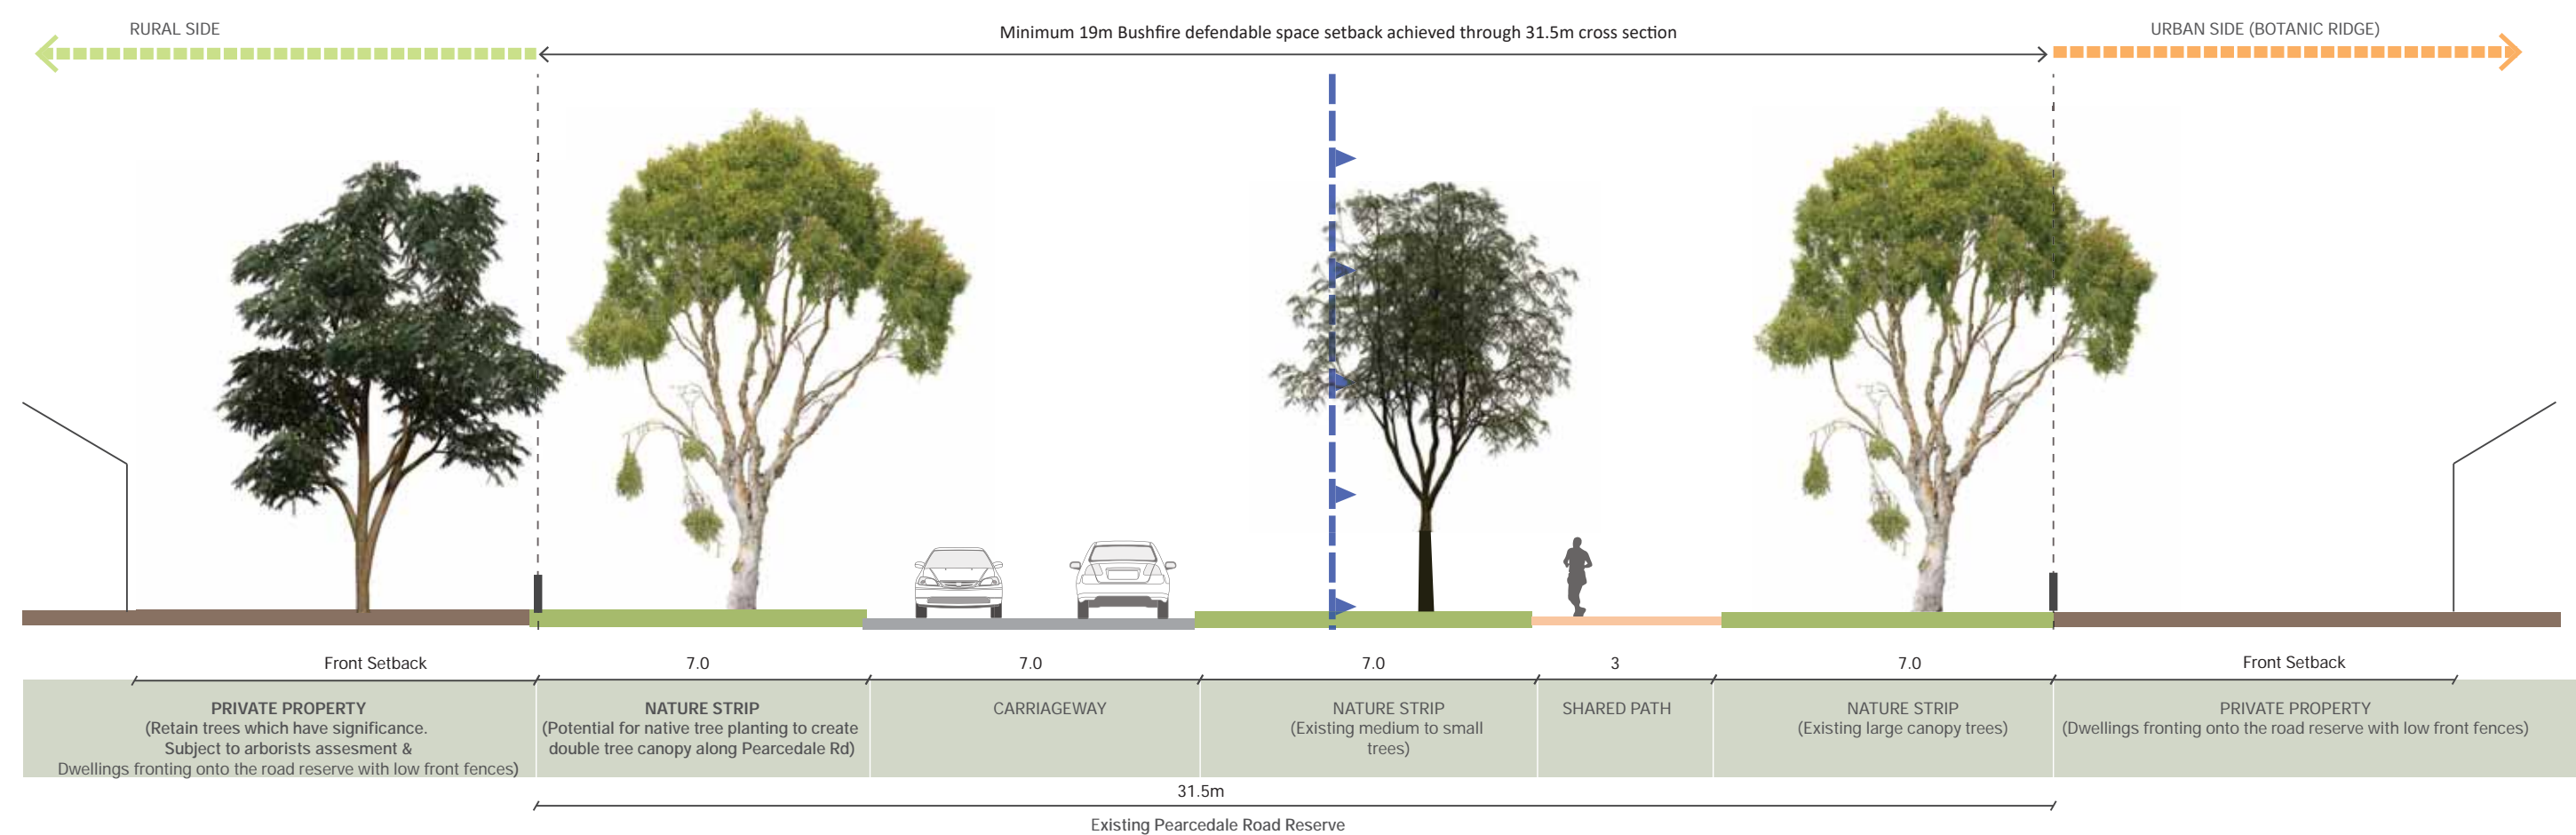 RURAL SIDE
Minimum 19m Bushfire defendable space setback achieved through 31.5m cross section
URBAN SIDE (BOTANIC RIDGE)
Front Setback
7.0
7.0
7.0
3
7.0
Front Setback
PRIVATE PROPERTY
(Retain trees which have significance.
Subject to arborists assesment &
Dwellings fronting onto the road reserve with low front fences)
NATURE STRIP
(Potential for native tree planting to create
double tree canopy along Pearcedale Rd)
CARRIAGEWAY
NATURE STRIP
(Existing medium to small
trees)
SHARED PATH
NATURE STRIP
(Existing large canopy trees)
PRIVATE PROPERTY
(Dwellings fronting onto the road reserve with low front fences)
31.5m
Existing Pearcedale Road Reserve